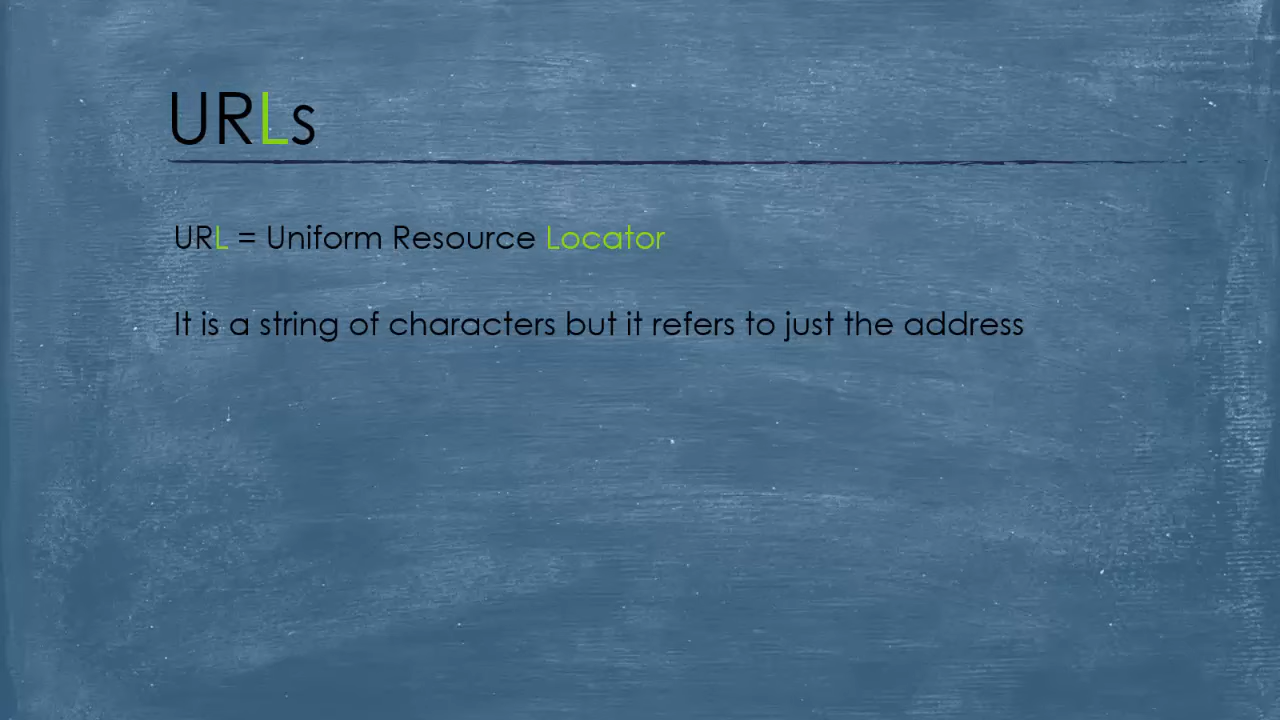 URLs
URL = Uniform Resource Locator
It is a string of characters but it refers to just the address